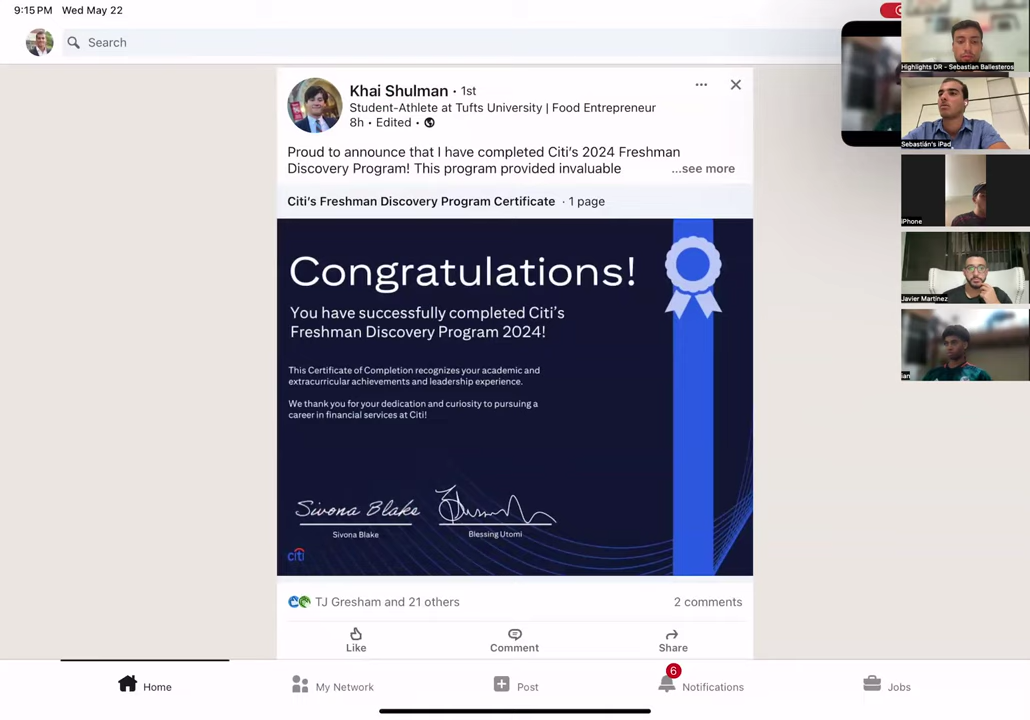 9:15 PM Wed May 22
Search
Khai Shulman · 1st
Student-Athlete at Tufts University | Food Entrepreneur
8h • Edited •
Proud to announce that I have completed Citi's 2024 Freshman
Discovery Program! This program provided invaluable ...see more
Citi's Freshman Discovery Program Certificate · 1 page
Congratulations!
You have successfully completed Citi's
Freshman Discovery Program 2024!
This Certificate of Completion recognizes your academic and
extracurricular achievements and leadership experience.
We thank you for your dedication and curiosity to pursuing a
career in financial services at Citi!
Sivona Blake
Sivona Blake
Blessing Utomi
citi
TJ Gresham and 21 others
2 comments
Like
Comment
Share
Home
My Network
Post
6
Notifications
Jobs
Highlights DR - Sebastian Ballesteros
Sebastián's iPad
iPhone
Javier Martinez
ian